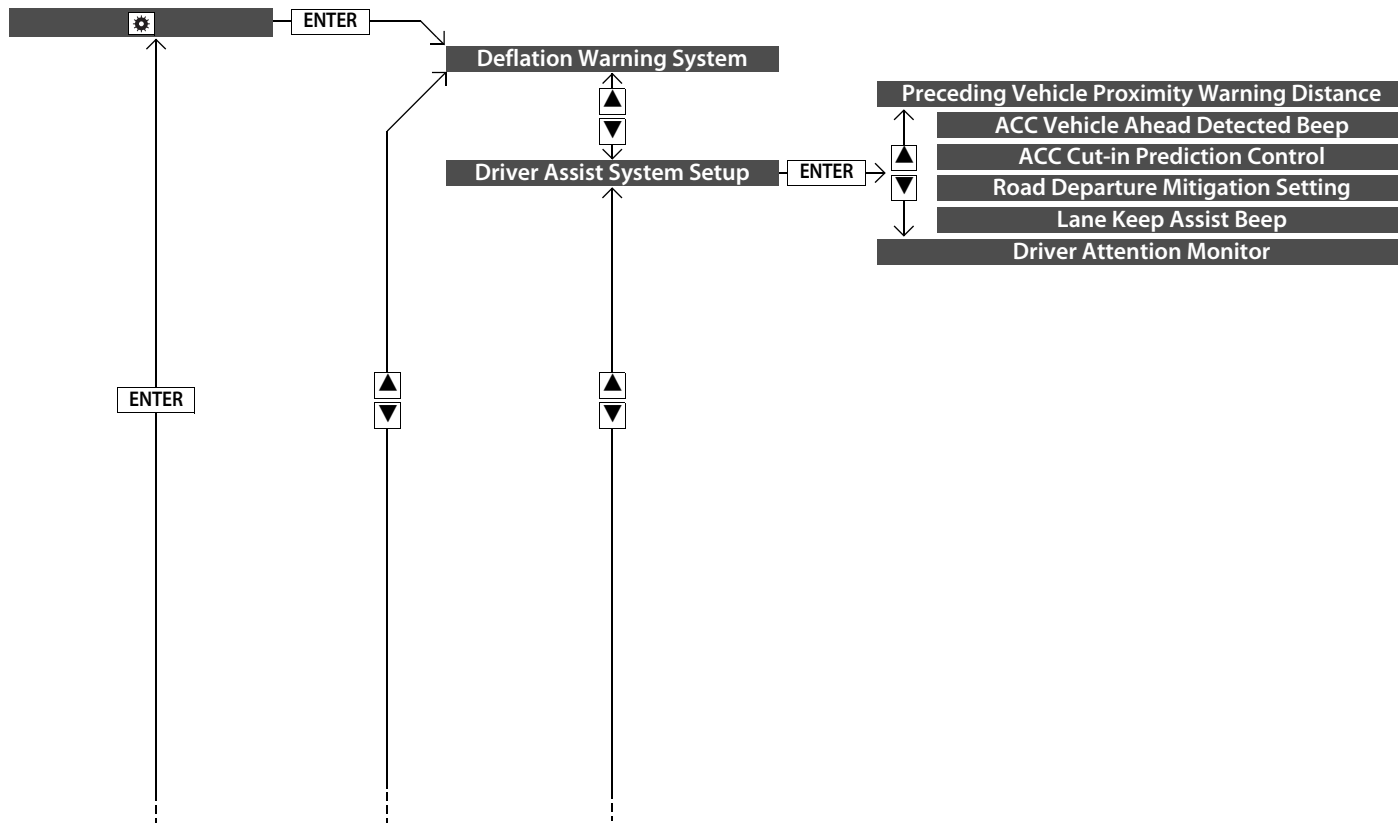 ENTER
Deflation Warning System
Preceding Vehicle Proximity Warning Distance
ACC Vehicle Ahead Detected Beep
ACC Cut-in Prediction Control
Driver Assist System Setup
ENTER
Road Departure Mitigation Setting
Lane Keep Assist Beep
Driver Attention Monitor
ENTER